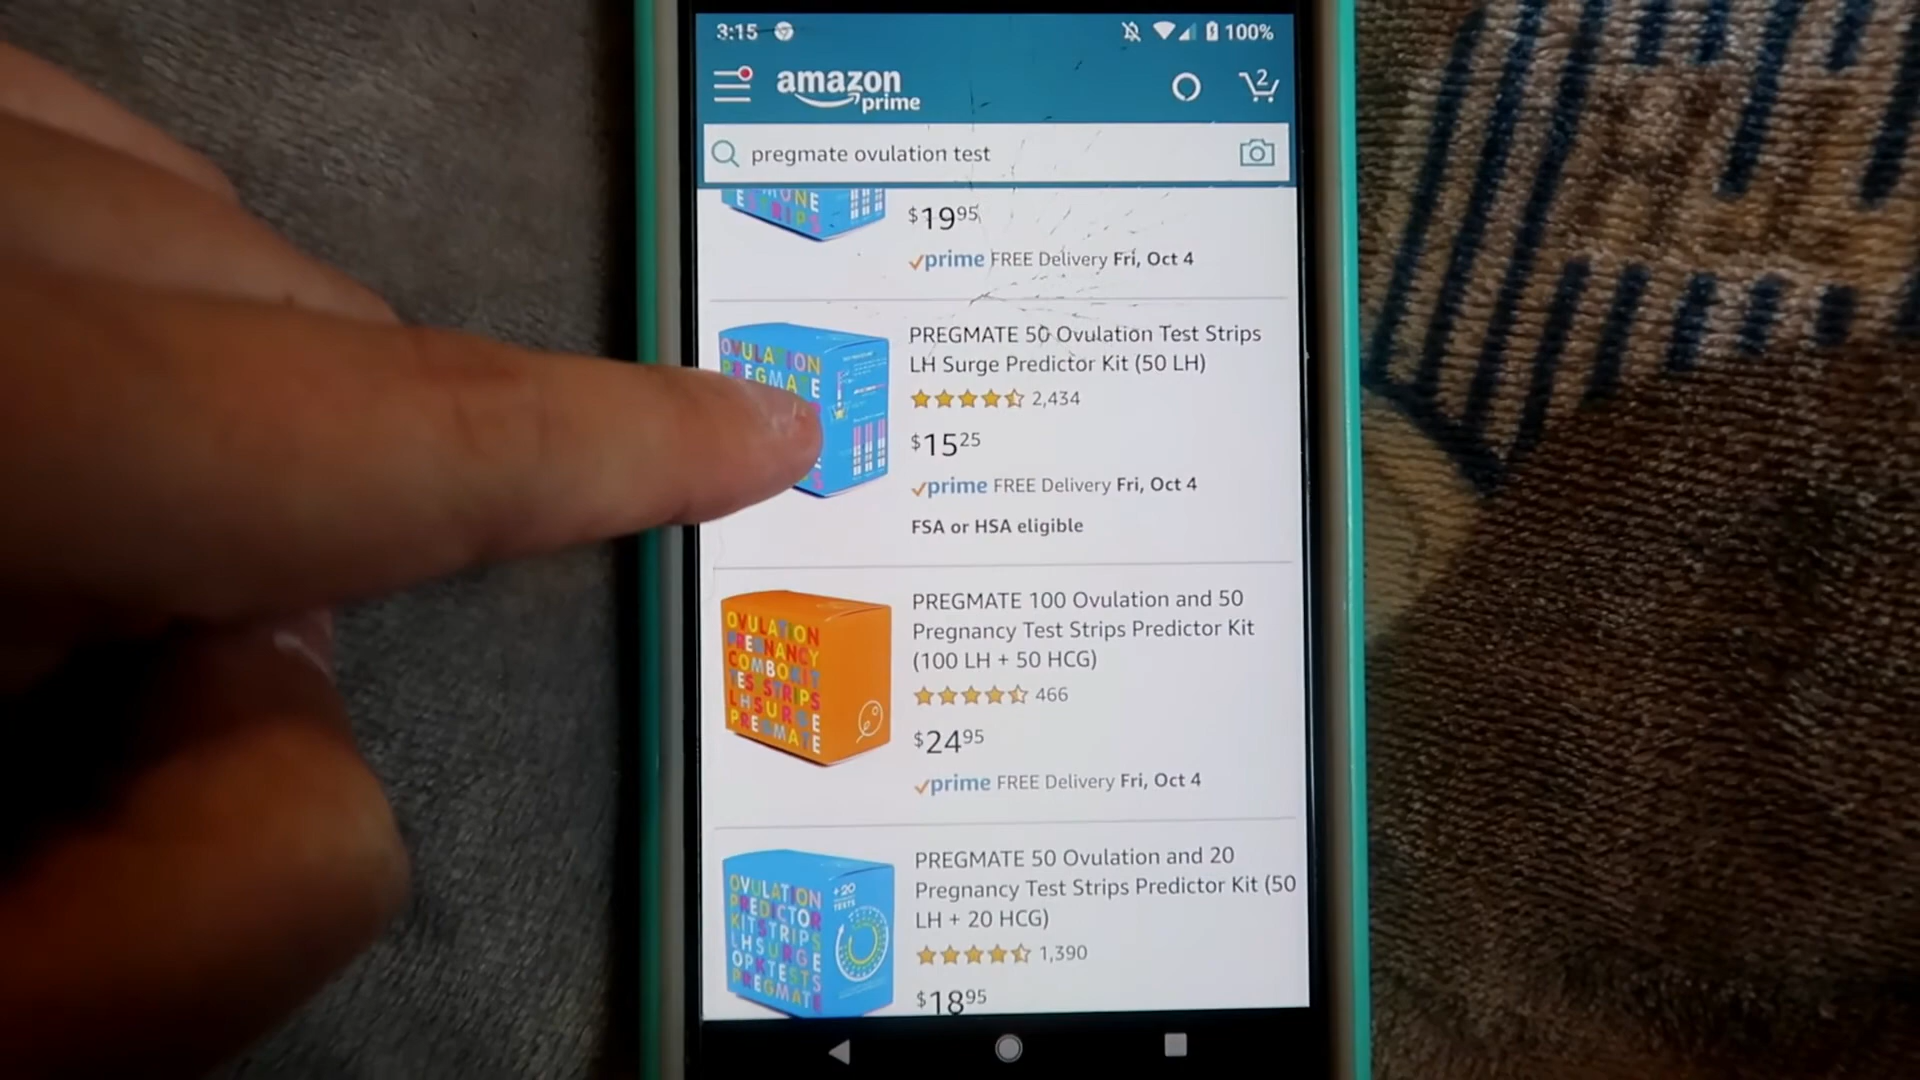 3:15
100%
amazon
prime
2
pregmate ovulation test
$1995
prime FREE Delivery Fri, Oct 4
OVULATION
PREGMATE
PREGMATE 50 Ovulation Test Strips
LH Surge Predictor Kit (50 LH)
2,434
$1525
prime FREE Delivery Fri, Oct 4
FSA or HSA eligible
OVULATION
PREGNANCY
COMBO KIT
TEST STRIPS
LH SURGE
PREGMATE
PREGMATE 100 Ovulation and 50
Pregnancy Test Strips Predictor Kit
(100 LH + 50 HCG)
466
$2495
prime FREE Delivery Fri, Oct 4
OVULATION
PREDICTOR
KIT STRIPS
LH SURGE
OPK TESTS
PREGMATE
+20
TESTS
PREGMATE 50 Ovulation and 20
Pregnancy Test Strips Predictor Kit (50
LH + 20 HCG)
1,390
$1895